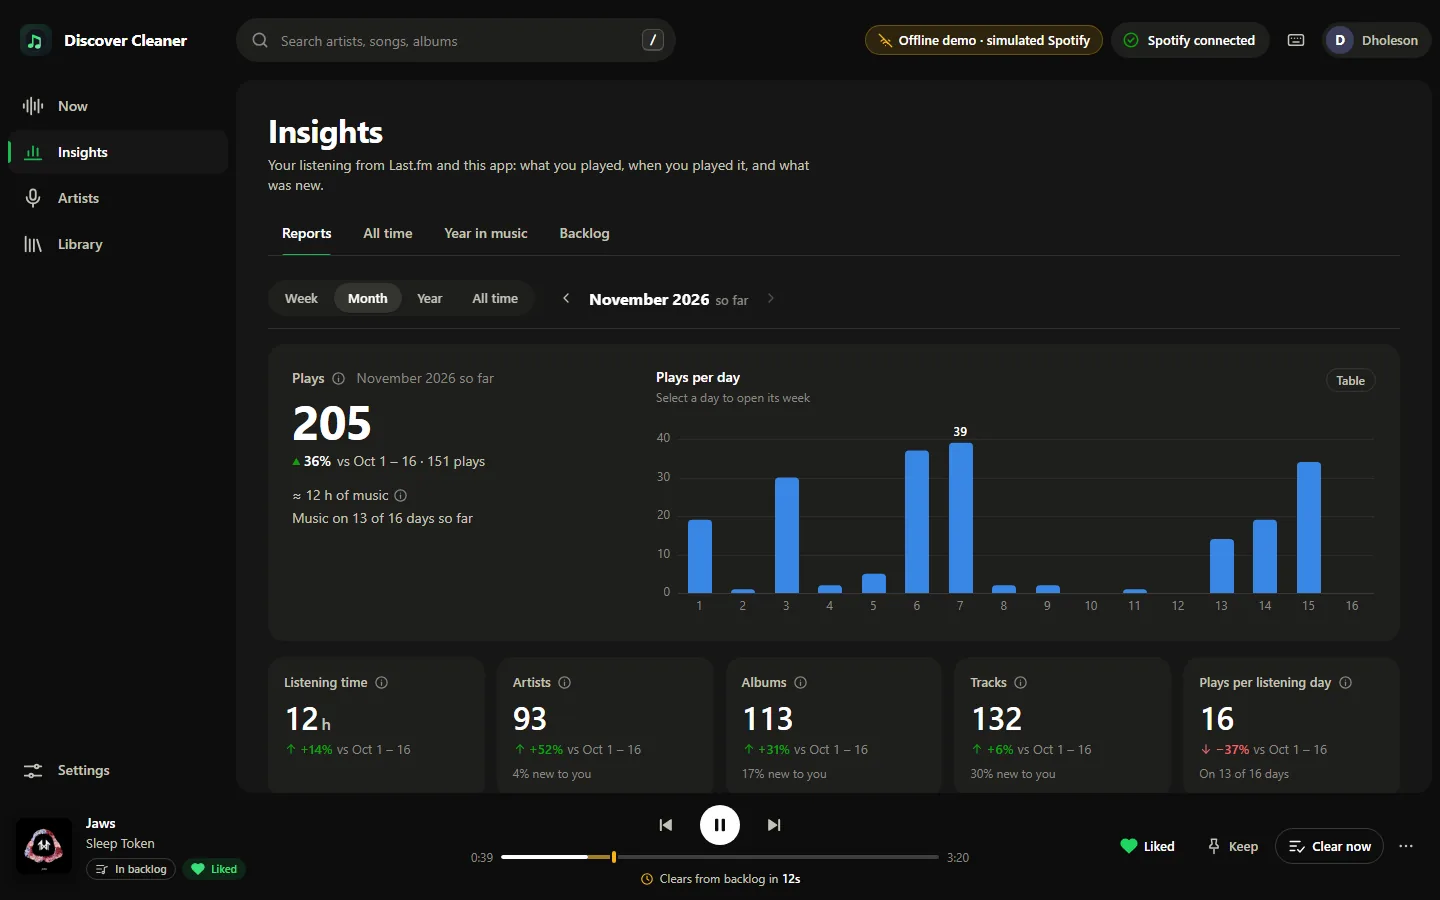 Discover Cleaner
Search artists, songs, albums
/
Offline demo · simulated Spotify
Spotify connected
D
Dholeson
Now
Insights
Artists
Library
Settings
Insights
Your listening from Last.fm and this app: what you played, when you played it, and what
was new.
Reports
All time
Year in music
Backlog
Week
Month
Year
All time
November 2026 so far
Plays
November 2026 so far
205
36% vs Oct 1 – 16 · 151 plays
≈ 12 h of music
Music on 13 of 16 days so far
Plays per day
Select a day to open its week
Table
40
30
20
10
0
39
1 2 3 4 5 6 7 8 9 10 11 12 13 14 15 16
Listening time
12 h
+14% vs Oct 1 – 16
Artists
93
+52% vs Oct 1 – 16
4% new to you
Albums
113
+31% vs Oct 1 – 16
17% new to you
Tracks
132
+6% vs Oct 1 – 16
30% new to you
Plays per listening day
16
−37% vs Oct 1 – 16
On 13 of 16 days
Jaws
Sleep Token
In backlog
Liked
0:39
3:20
Clears from backlog in 12s
Liked
Keep
Clear now